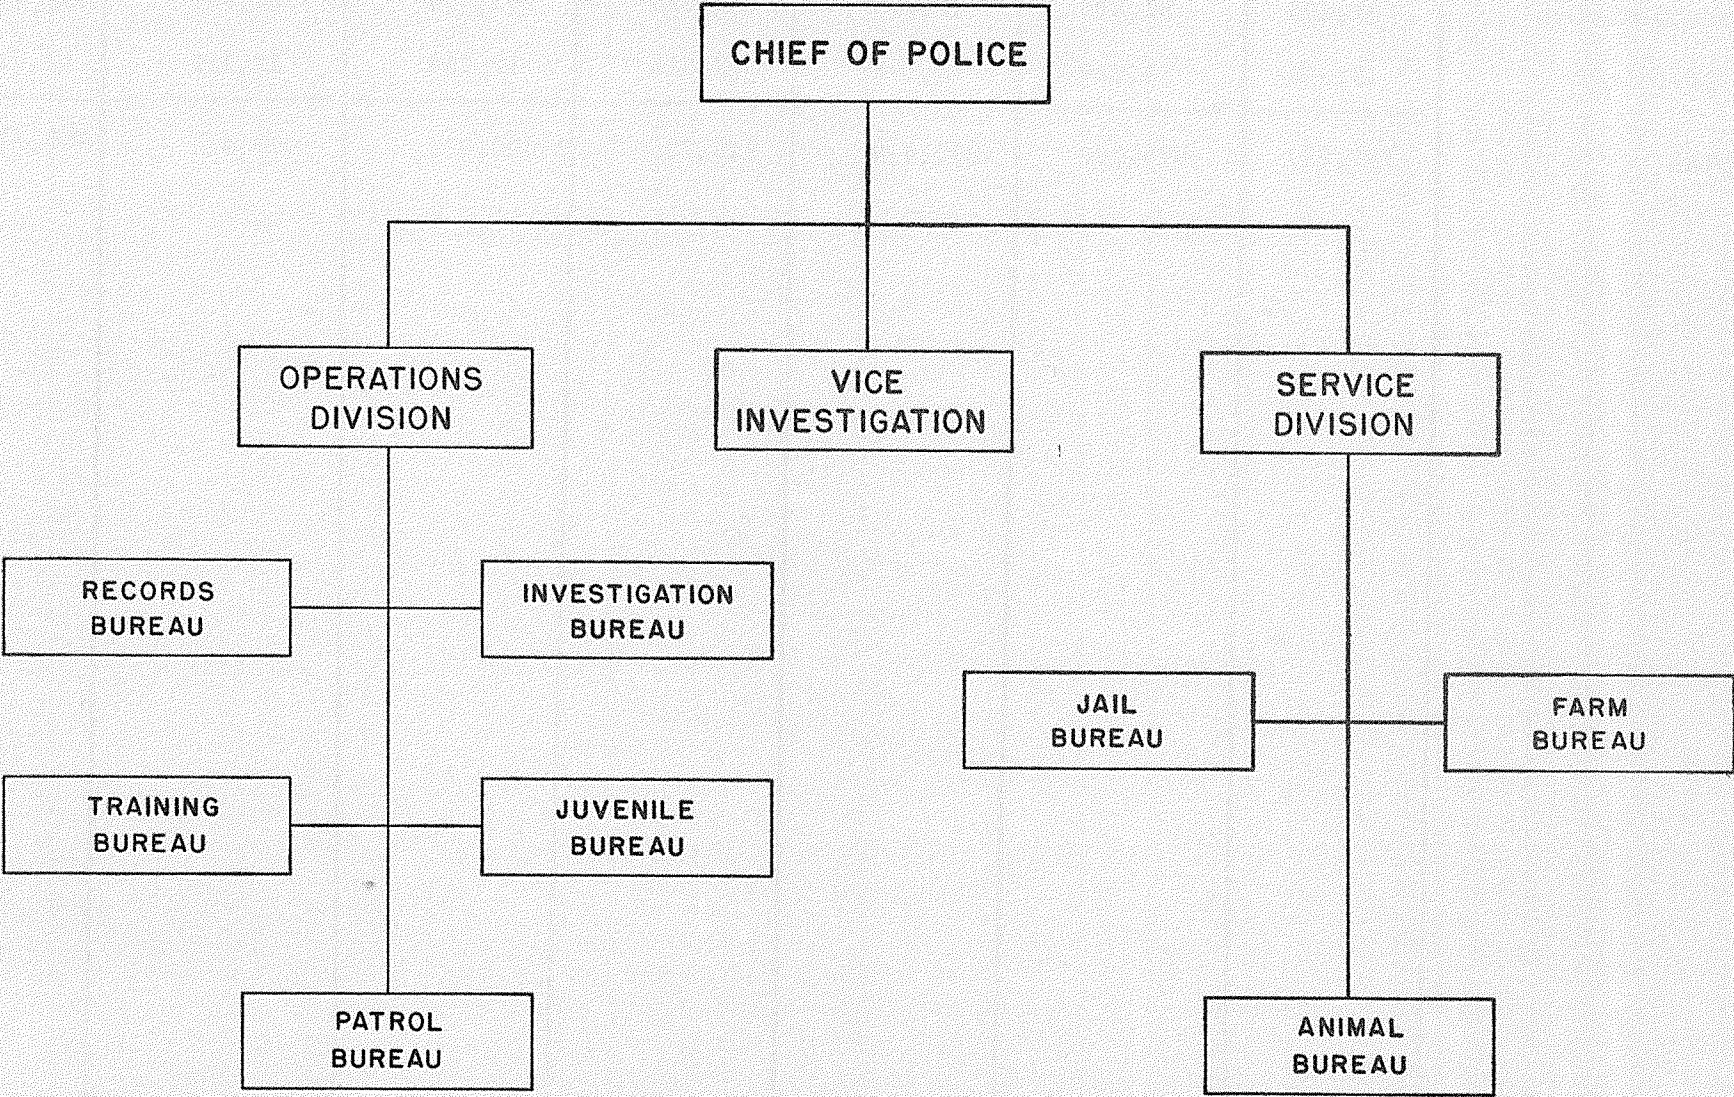 CHIEF OF POLICE
OPERATIONS
DIVISION
VICE
INVESTIGATION
SERVICE
DIVISION
RECORDS
BUREAU
INVESTIGATION
BUREAU
JAIL
BUREAU
FARM
BUREAU
TRAINING
BUREAU
JUVENILE
BUREAU
PATROL
BUREAU
ANIMAL
BUREAU